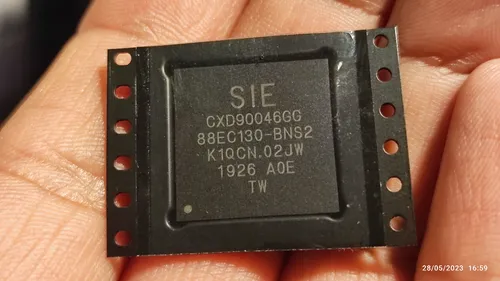 SIE
CXD90046GG
88EC130-BNS2
K1QCN.02JW
1926 A0E
TW
28/05/2023 16:59